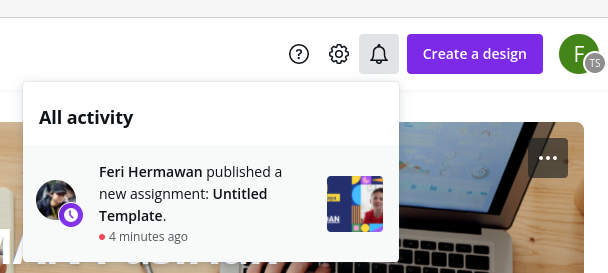 Create a design
F
TS
All activity
Feri Hermawan published a
new assignment: Untitled
Template.
4 minutes ago